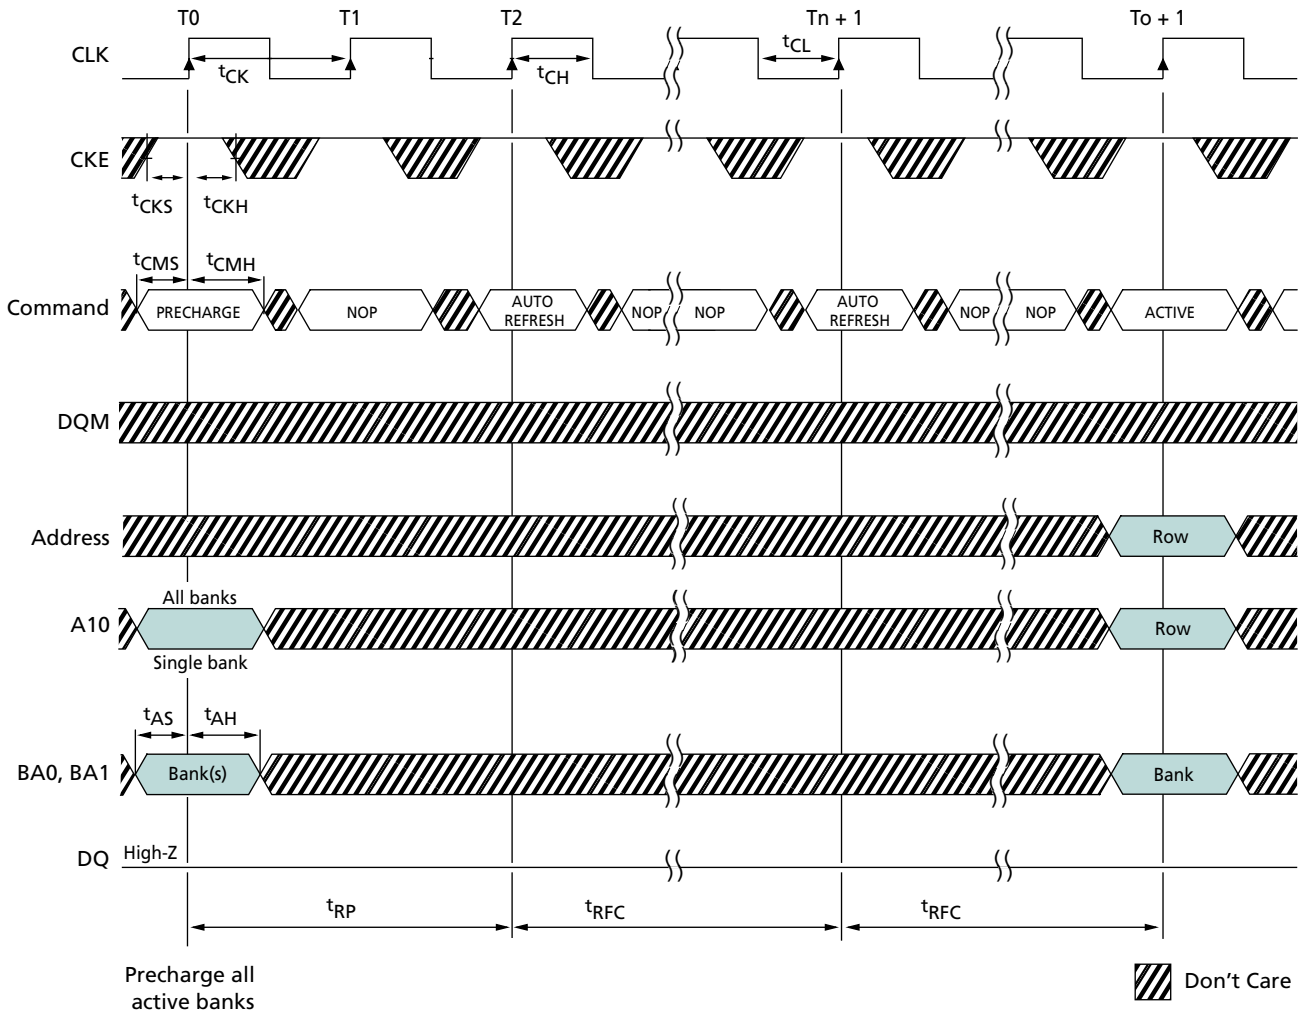 T0 T1 T2 Tn + 1 To + 1
CLK
tCK tCH tCL
CKE
tCKS tCKH
tCMS tCMH
Command PRECHARGE NOP AUTO REFRESH NOP NOP AUTO REFRESH NOP NOP ACTIVE
DQM
Address Row
All banks
A10 Row
Single bank
tAS tAH
BA0, BA1 Bank(s) Bank
DQ High-Z
tRP tRFC tRFC
Precharge all
active banks
Don't Care